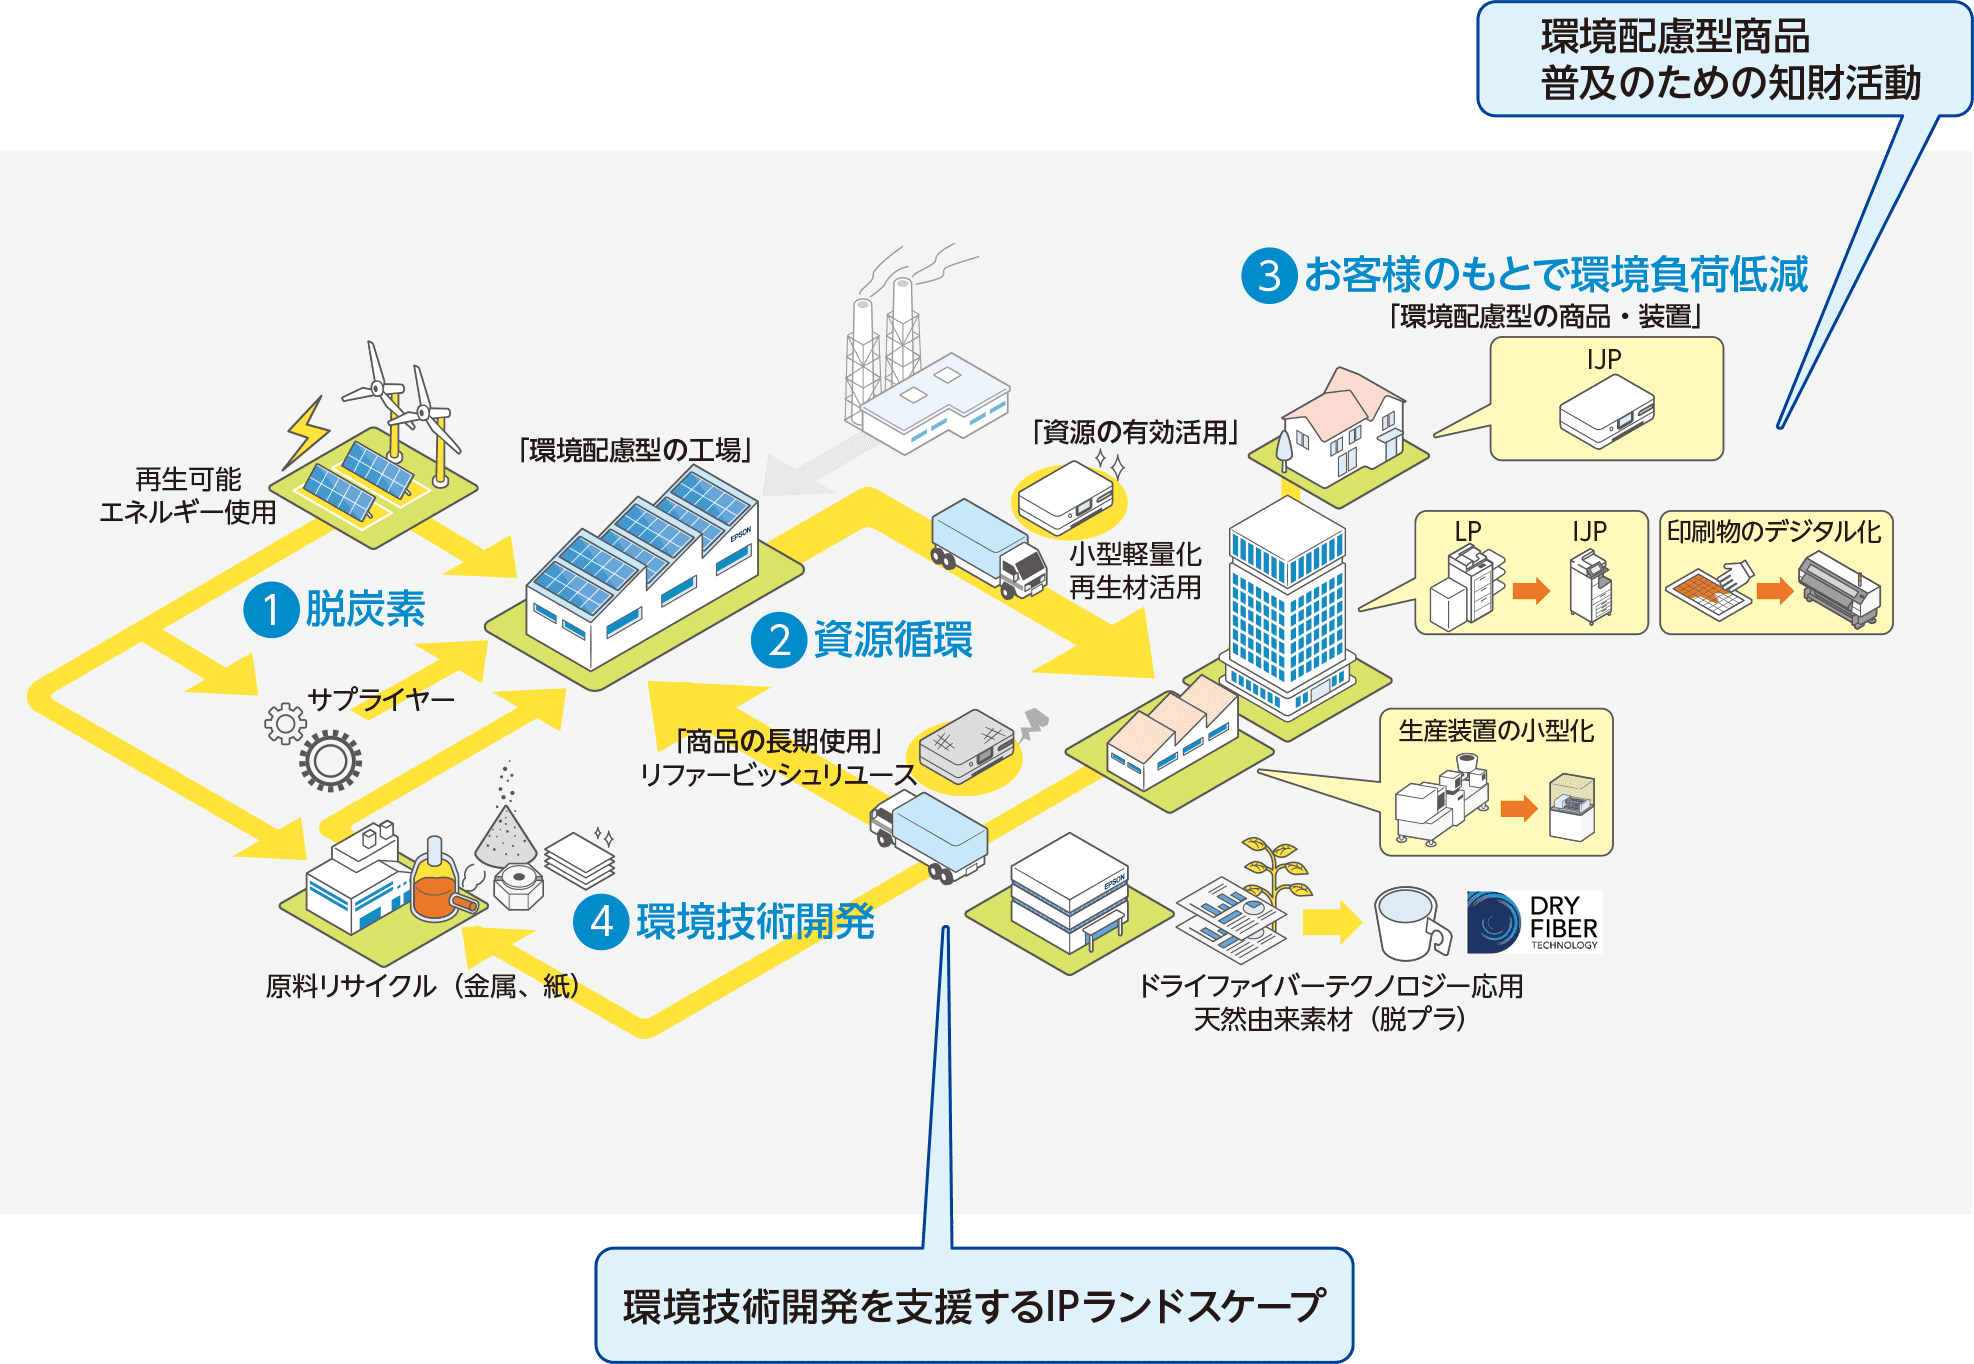 環境配慮型商品
普及のための知財活動
3 お客様のもとで環境負荷低減
「環境配慮型の商品・装置」
IJP
「環境配慮型の工場」
「資源の有効活用」
再生可能
エネルギー使用
EPSON
小型軽量化
再生材活用
LP
IJP
印刷物のデジタル化
1 脱炭素
2 資源循環
サプライヤー
「商品の長期使用」
リファービッシュリユース
生産装置の小型化
4 環境技術開発
EPSON
DRY
FIBER
TECHNOLOGY
原料リサイクル（金属、紙）
ドライファイバーテクノロジー応用
天然由来素材（脱プラ）
環境技術開発を支援するIPランドスケープ